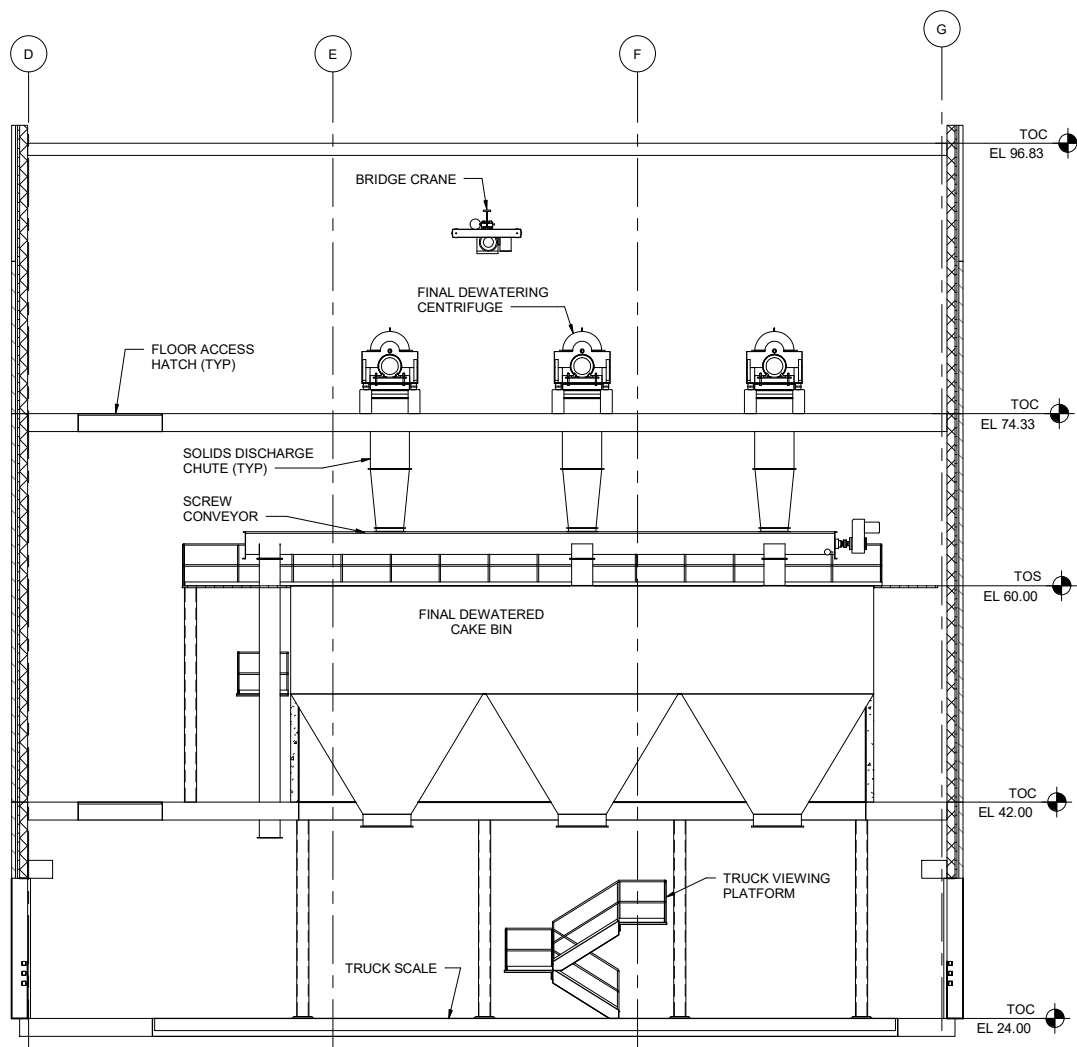 D
E
F
G
TOC
EL 96.83
BRIDGE CRANE
FINAL DEWATERING
CENTRIFUGE
FLOOR ACCESS
HATCH (TYP)
TOC
EL 74.33
SOLIDS DISCHARGE
CHUTE (TYP)
SCREW
CONVEYOR
TOS
EL 60.00
FINAL DEWATERED
CAKE BIN
TOC
EL 42.00
TRUCK VIEWING
PLATFORM
TRUCK SCALE
TOC
EL 24.00